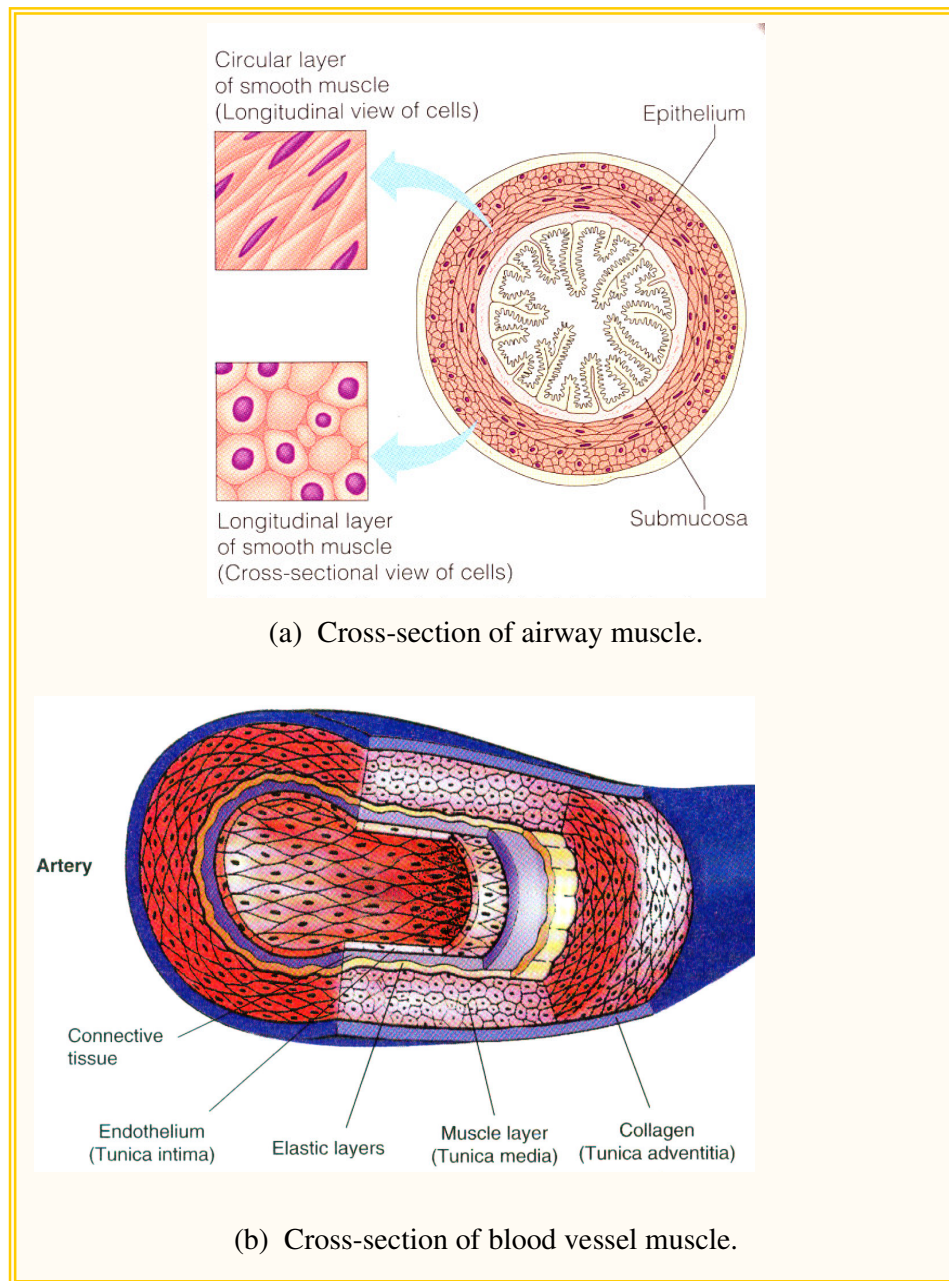 Circular layer
of smooth muscle
(Longitudinal view of cells)
Epithelium
Longitudinal layer
of smooth muscle
(Cross-sectional view of cells)
Submucosa
(a) Cross-section of airway muscle.
Artery
Connective
tissue
Endothelium
(Tunica intima)
Elastic layers
Muscle layer
(Tunica media)
Collagen
(Tunica adventitia)
(b) Cross-section of blood vessel muscle.